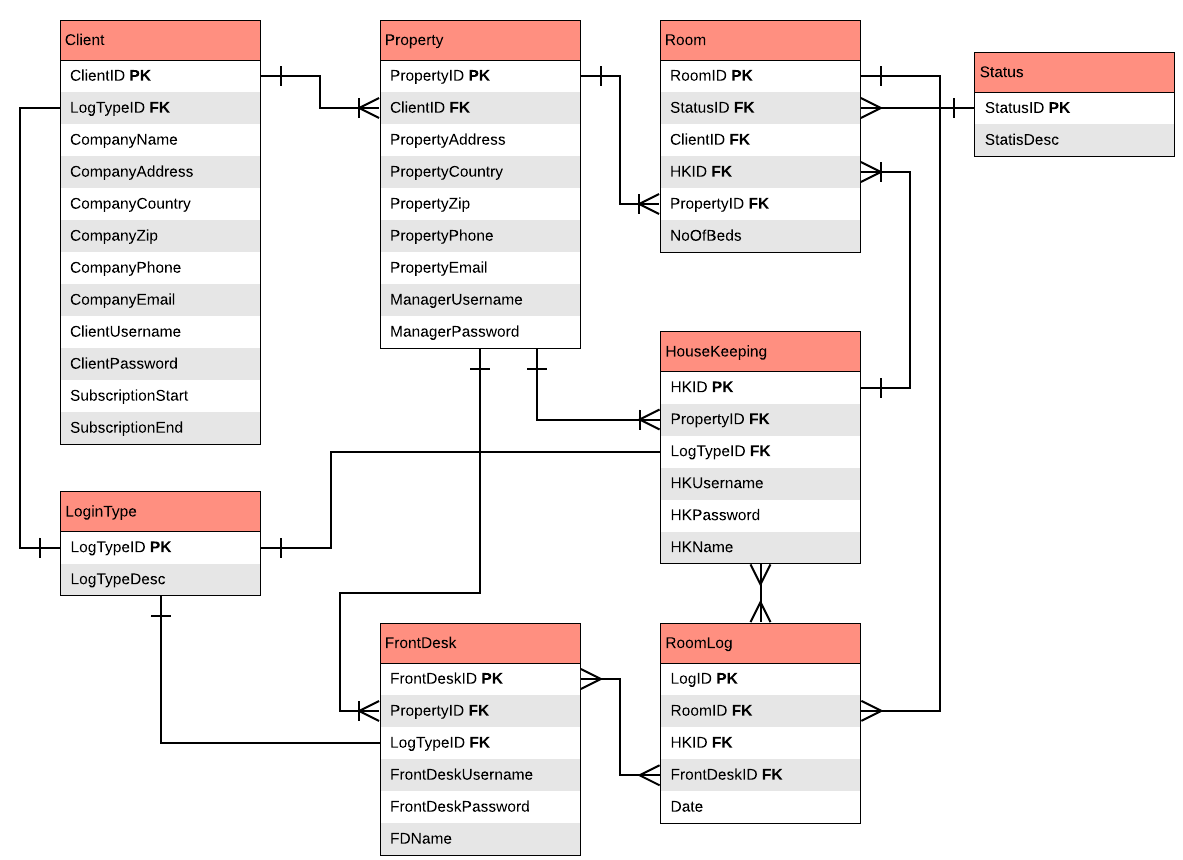 Client
ClientID PK
LogTypeID FK
CompanyName
CompanyAddress
CompanyCountry
CompanyZip
CompanyPhone
CompanyEmail
ClientUsername
ClientPassword
SubscriptionStart
SubscriptionEnd
Property
PropertyID PK
ClientID FK
PropertyAddress
PropertyCountry
PropertyZip
PropertyPhone
PropertyEmail
ManagerUsername
ManagerPassword
Room
RoomID PK
StatusID FK
ClientID FK
HKID FK
PropertyID FK
NoOfBeds
Status
StatusID PK
StatisDesc
HouseKeeping
HKID PK
PropertyID FK
LogTypeID FK
HKUsername
HKPassword
HKName
LoginType
LogTypeID PK
LogTypeDesc
FrontDesk
FrontDeskID PK
PropertyID FK
LogTypeID FK
FrontDeskUsername
FrontDeskPassword
FDName
RoomLog
LogID PK
RoomID FK
HKID FK
FrontDeskID FK
Date